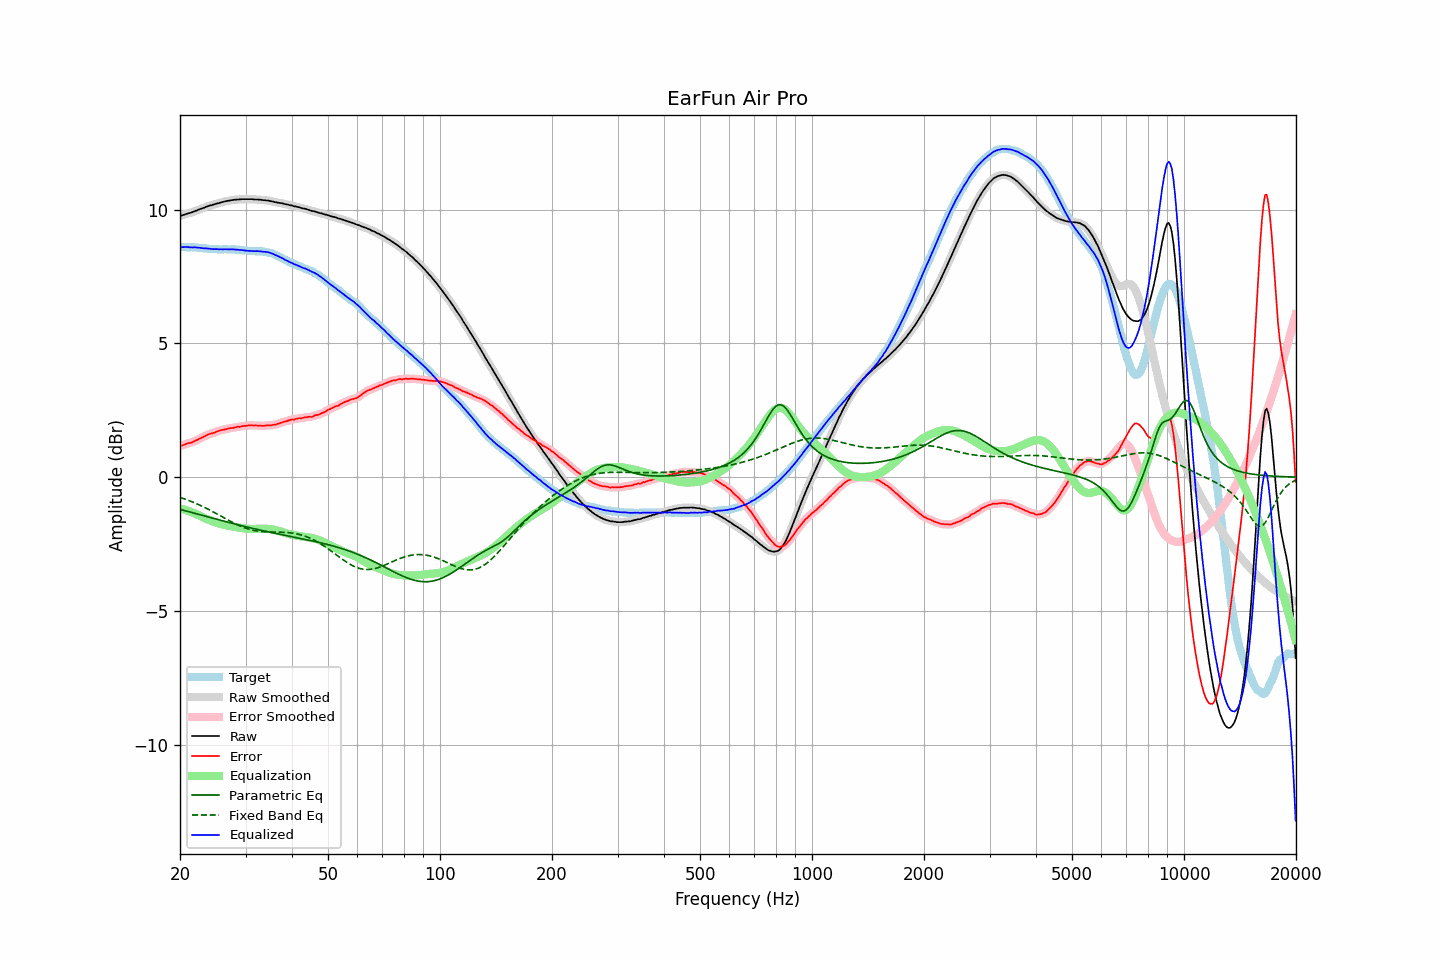 EarFun Air Pro
Amplitude (dBr)
10
5
0
−5
−10
Target
Raw Smoothed
Error Smoothed
Raw
Error
Equalization
Parametric Eq
Fixed Band Eq
Equalized
20
50
100
200
500
1000
2000
5000
10000
20000
Frequency (Hz)